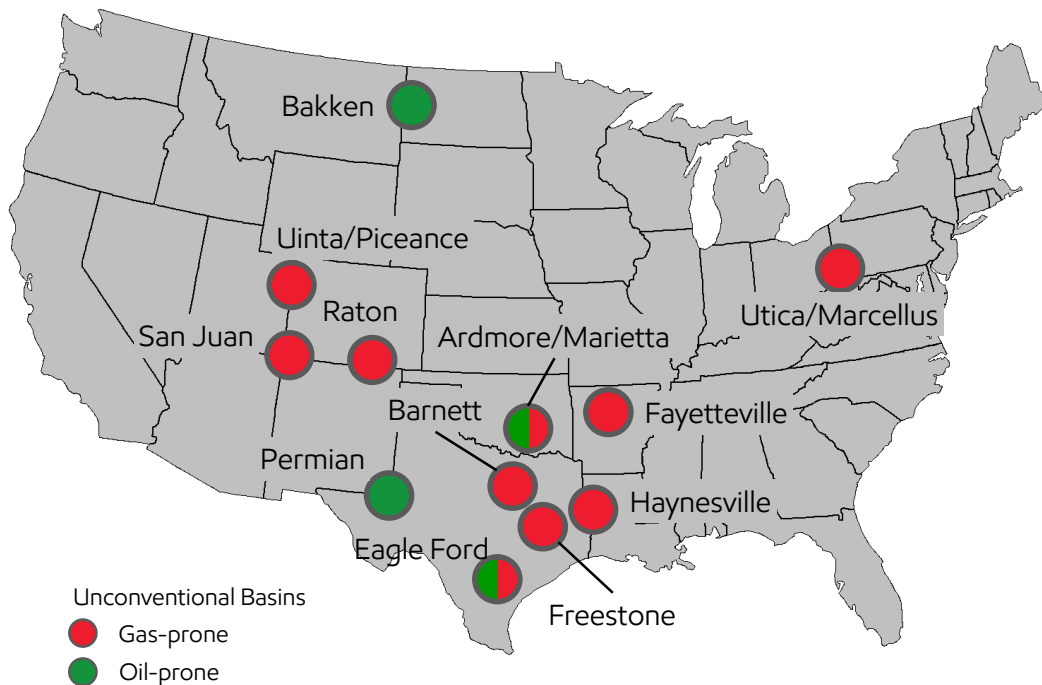 Bakken
Uinta/Piceance
Raton
San Juan
Ardmore/Marietta
Utica/Marcellus
Barnett
Fayetteville
Permian
Haynesville
Eagle Ford
Freestone
Unconventional Basins
Gas-prone
Oil-prone